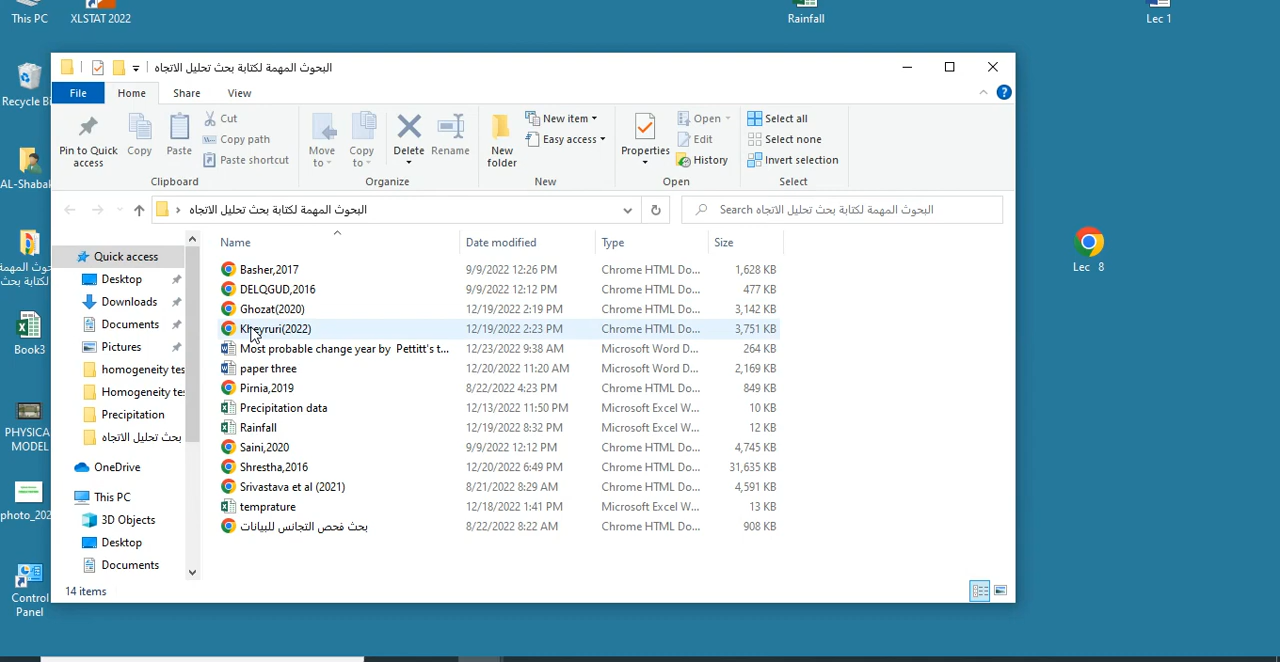 This PC
XLSTAT 2022
Rainfall
Lec 1
Recycle Bi
AL-Shabak
Book3
PHYSICA
MODEL
photo_202
Control
Panel
Lec 8
البحوث المهمة لكتابة بحث تحليل الاتجاه
File Home Share View
Pin to Quick
access
Copy
Paste
Cut
Copy path
Paste shortcut
Clipboard
Move
to
Copy
to
Delete
Rename
Organize
New
folder
New item
Easy access
New
Properties
Open
Edit
History
Open
Select all
Select none
Invert selection
Select
البحوث المهمة لكتابة بحث تحليل الاتجاه
Search البحوث المهمة لكتابة بحث تحليل الاتجاه
Quick access
Desktop
Downloads
Documents
Pictures
homogeneity tes
Homogeneity tes
Precipitation
بحث تحليل الاتجاه
OneDrive
This PC
3D Objects
Desktop
Documents
Name Date modified Type Size
Basher,2017 9/9/2022 12:26 PM Chrome HTML Do... 1,628 KB
DELQGUD,2016 9/9/2022 12:12 PM Chrome HTML Do... 477 KB
Ghozat(2020) 12/19/2022 2:19 PM Chrome HTML Do... 3,142 KB
Kheyruri(2022) 12/19/2022 2:23 PM Chrome HTML Do... 3,751 KB
Most probable change year by Pettitt's t... 12/23/2022 9:38 AM Microsoft Word D... 264 KB
paper three 12/20/2022 11:20 AM Microsoft Word D... 2,169 KB
Pirnia,2019 8/22/2022 4:23 PM Chrome HTML Do... 849 KB
Precipitation data 12/13/2022 11:50 PM Microsoft Excel W... 10 KB
Rainfall 12/19/2022 8:32 PM Microsoft Excel W... 12 KB
Saini,2020 9/9/2022 12:12 PM Chrome HTML Do... 4,745 KB
Shrestha,2016 12/20/2022 6:49 PM Chrome HTML Do... 31,635 KB
Srivastava et al (2021) 8/21/2022 8:29 AM Chrome HTML Do... 4,591 KB
temprature 12/18/2022 1:41 PM Microsoft Excel W... 13 KB
بحث فحص التجانس للبيانات 8/22/2022 8:22 AM Chrome HTML Do... 908 KB
14 items